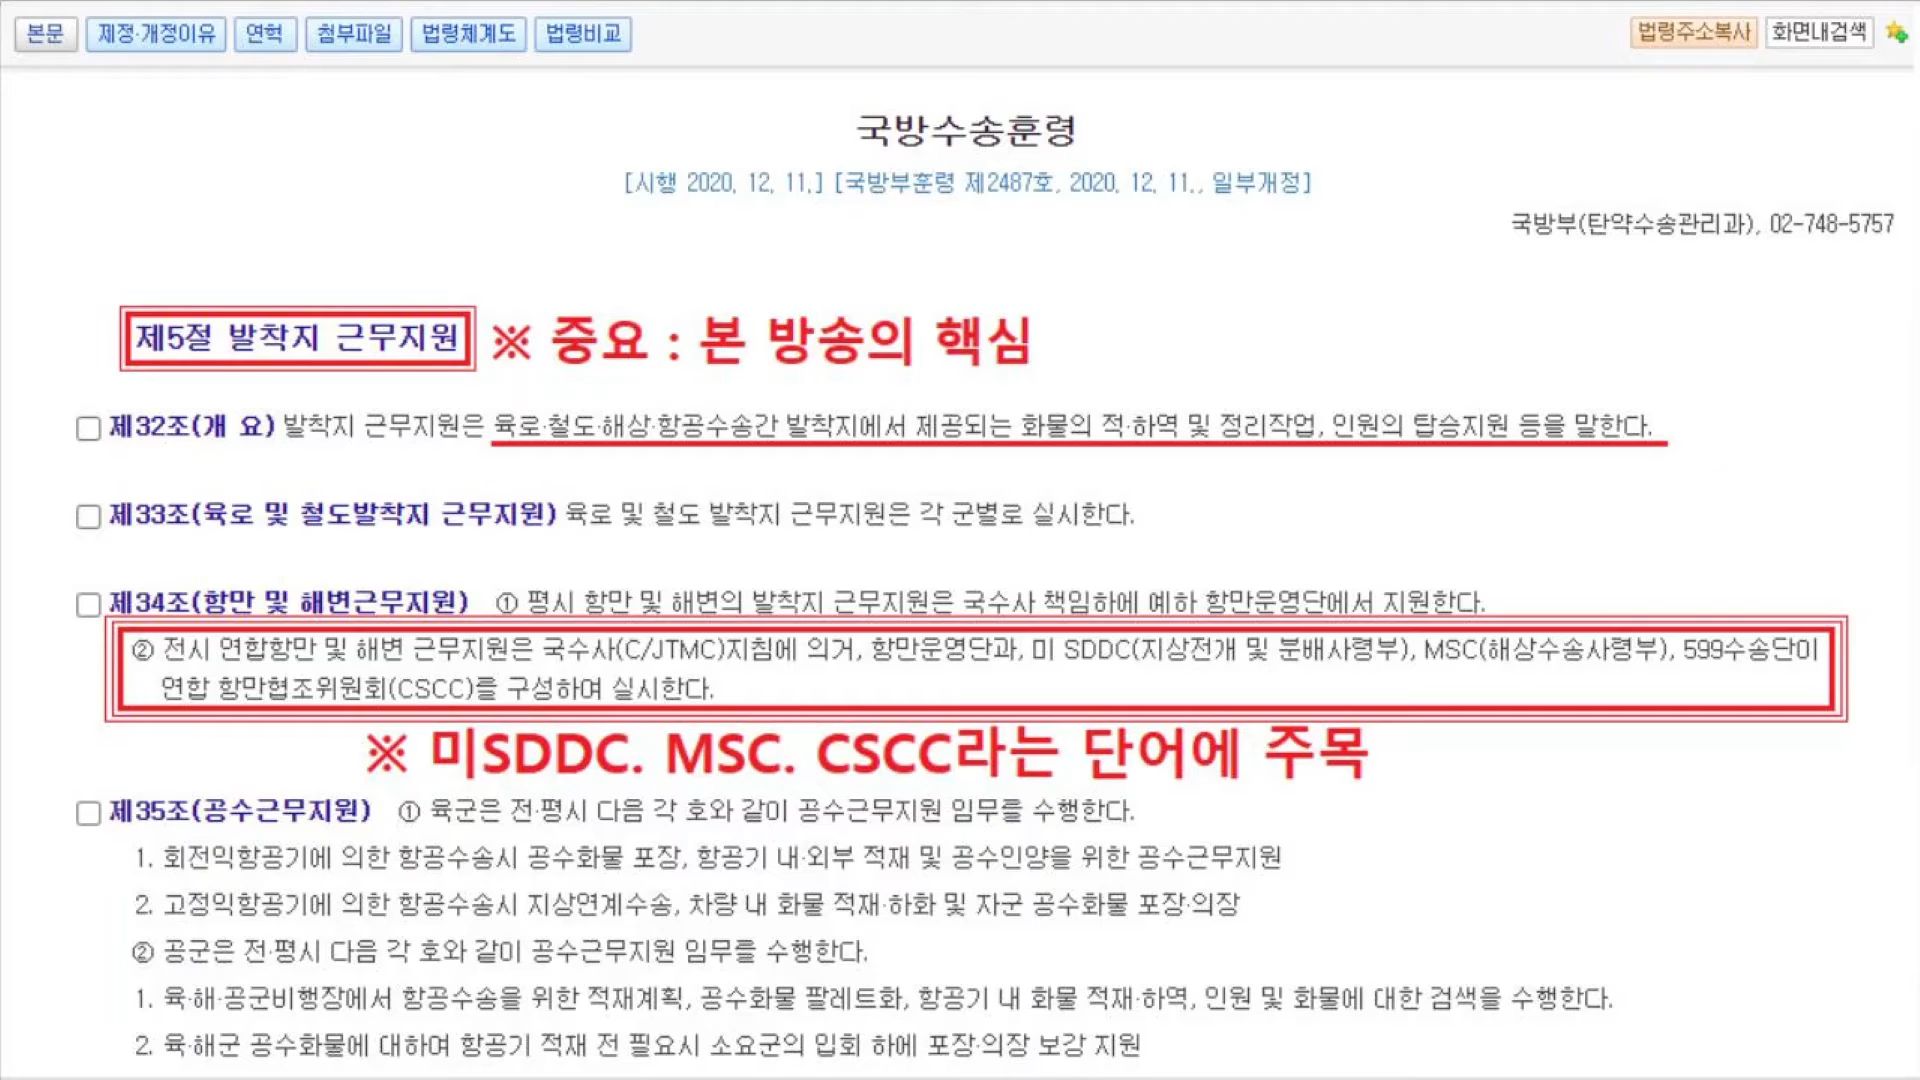 본문 제정·개정이유 연혁 첨부파일 법령체계도 법령비교 법령주소복사 화면내검색
국방수송훈령
[시행 2020. 12. 11.] [국방부훈령 제2487호, 2020. 12. 11., 일부개정]
국방부(탄약수송관리과), 02-748-5757
제5절 발착지 근무지원 ※ 중요 : 본 방송의 핵심
제32조(개 요) 발착지 근무지원은 육로·철도·해상·항공수송간 발착지에서 제공되는 화물의 적·하역 및 정리작업, 인원의 탑승지원 등을 말한다.
제33조(육로 및 철도발착지 근무지원) 육로 및 철도 발착지 근무지원은 각 군별로 실시한다.
제34조(항만 및 해변근무지원) ① 평시 항만 및 해변의 발착지 근무지원은 국수사 책임하에 예하 항만운영단에서 지원한다.
② 전시 연합항만 및 해변 근무지원은 국수사(C/JTMC)지침에 의거, 항만운영단과, 미 SDDC(지상전개 및 분배사령부), MSC(해상수송사령부), 599수송단이
연합 항만협조위원회(CSCC)를 구성하여 실시한다.
※ 미SDDC. MSC. CSCC라는 단어에 주목
제35조(공수근무지원) ① 육군은 전·평시 다음 각 호와 같이 공수근무지원 임무를 수행한다.
1. 회전익항공기에 의한 항공수송시 공수화물 포장, 항공기 내·외부 적재 및 공수인양을 위한 공수근무지원
2. 고정익항공기에 의한 항공수송시 지상연계수송, 차량 내 화물 적재·하화 및 자군 공수화물 포장·의장
② 공군은 전·평시 다음 각 호와 같이 공수근무지원 임무를 수행한다.
1. 육·해·공군비행장에서 항공수송을 위한 적재계획, 공수화물 팔레트화, 항공기 내 화물 적재·하역, 인원 및 화물에 대한 검색을 수행한다.
2. 육·해군 공수화물에 대하여 항공기 적재 전 필요시 소요군의 입회 하에 포장·의장 보강 지원